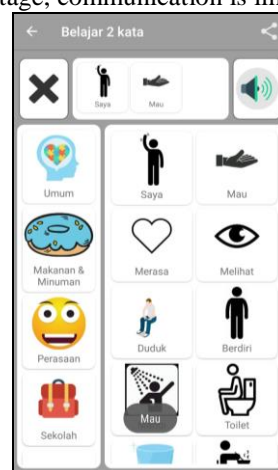 Belajar 2 kata
Saya Mau
Umum
Saya Mau
Makanan &
Minuman
Merasa Melihat
Perasaan
Duduk Berdiri
Sekolah
Mau
Toilet